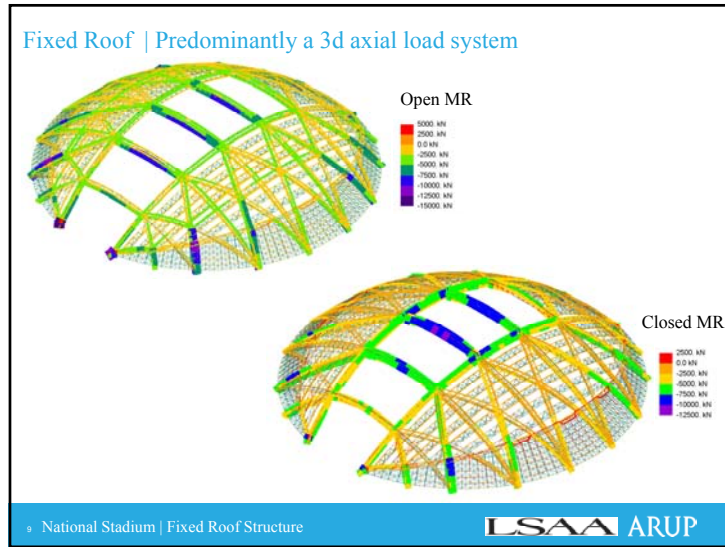 Fixed Roof | Predominantly a 3d axial load system
Open MR
5000. kN
2500. kN
0.0 kN
-2500. kN
-5000. kN
-7500. kN
-10000. kN
-12500. kN
-15000. kN
Closed MR
2500. kN
0.0 kN
-2500. kN
-5000. kN
-7500. kN
-10000. kN
-12500. kN
9 National Stadium | Fixed Roof Structure
LSAA ARUP